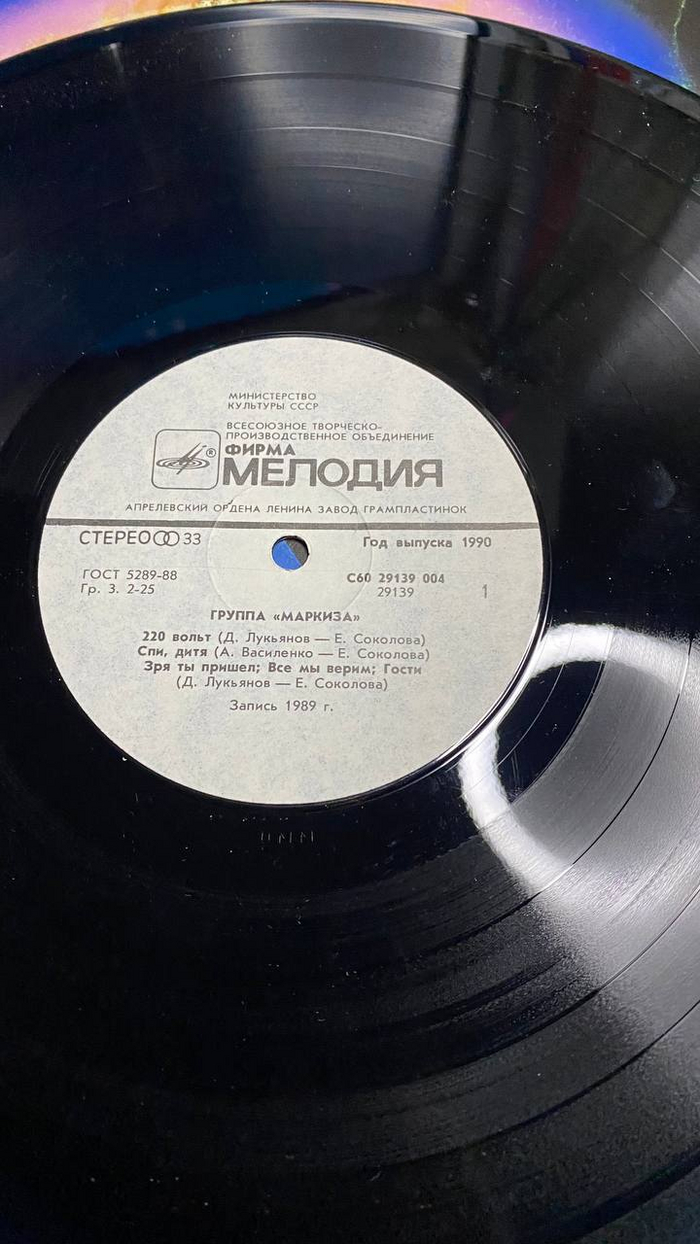 МИНИСТЕРСТВО
КУЛЬТУРЫ СССР
ВСЕСОЮЗНОЕ ТВОРЧЕСКО-
ПРОИЗВОДСТВЕННОЕ ОБЪЕДИНЕНИЕ
® ФИРМА
МЕЛОДИЯ
АПРЕЛЕВСКИЙ ОРДЕНА ЛЕНИНА ЗАВОД ГРАМПЛАСТИНОК
СТЕРЕО 33
Год выпуска 1990
ГОСТ 5289-88
Гр. 3. 2-25
С60 29139 004
29139
1
ГРУППА «МАРКИЗА»
220 вольт (Д. Лукьянов — Е. Соколова)
Спи, дитя (А. Василенко — Е. Соколова)
Зря ты пришел; Все мы верим; Гости
(Д. Лукьянов — Е. Соколова)
Запись 1989 г.